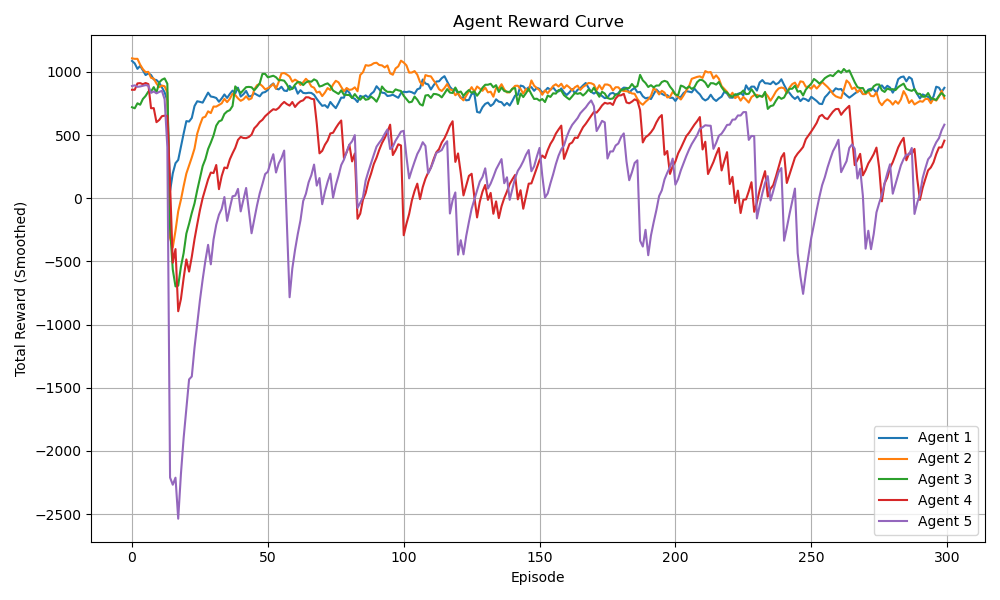 Agent Reward Curve
Total Reward (Smoothed)
1000
500
0
−500
−1000
−1500
−2000
−2500
0 50 100 150 200 250 300
Episode
Agent 1
Agent 2
Agent 3
Agent 4
Agent 5